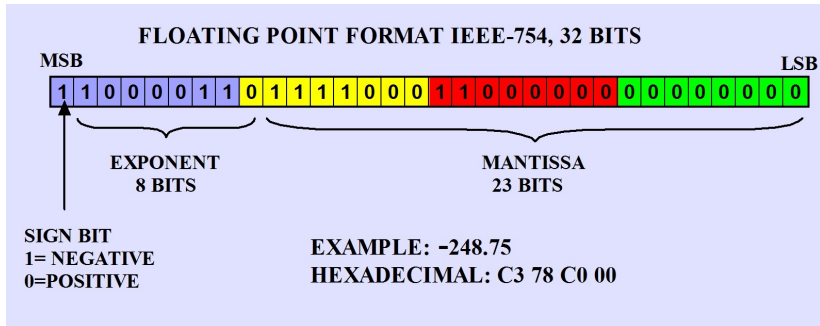 FLOATING POINT FORMAT IEEE-754, 32 BITS
MSB
LSB
1 1 0 0 0 0 1 1 0 1 1 1 1 0 0 0 1 1 0 0 0 0 0 0 0 0 0 0 0 0 0 0
EXPONENT
8 BITS
MANTISSA
23 BITS
SIGN BIT
1= NEGATIVE
0=POSITIVE
EXAMPLE: -248.75
HEXADECIMAL: C3 78 C0 00